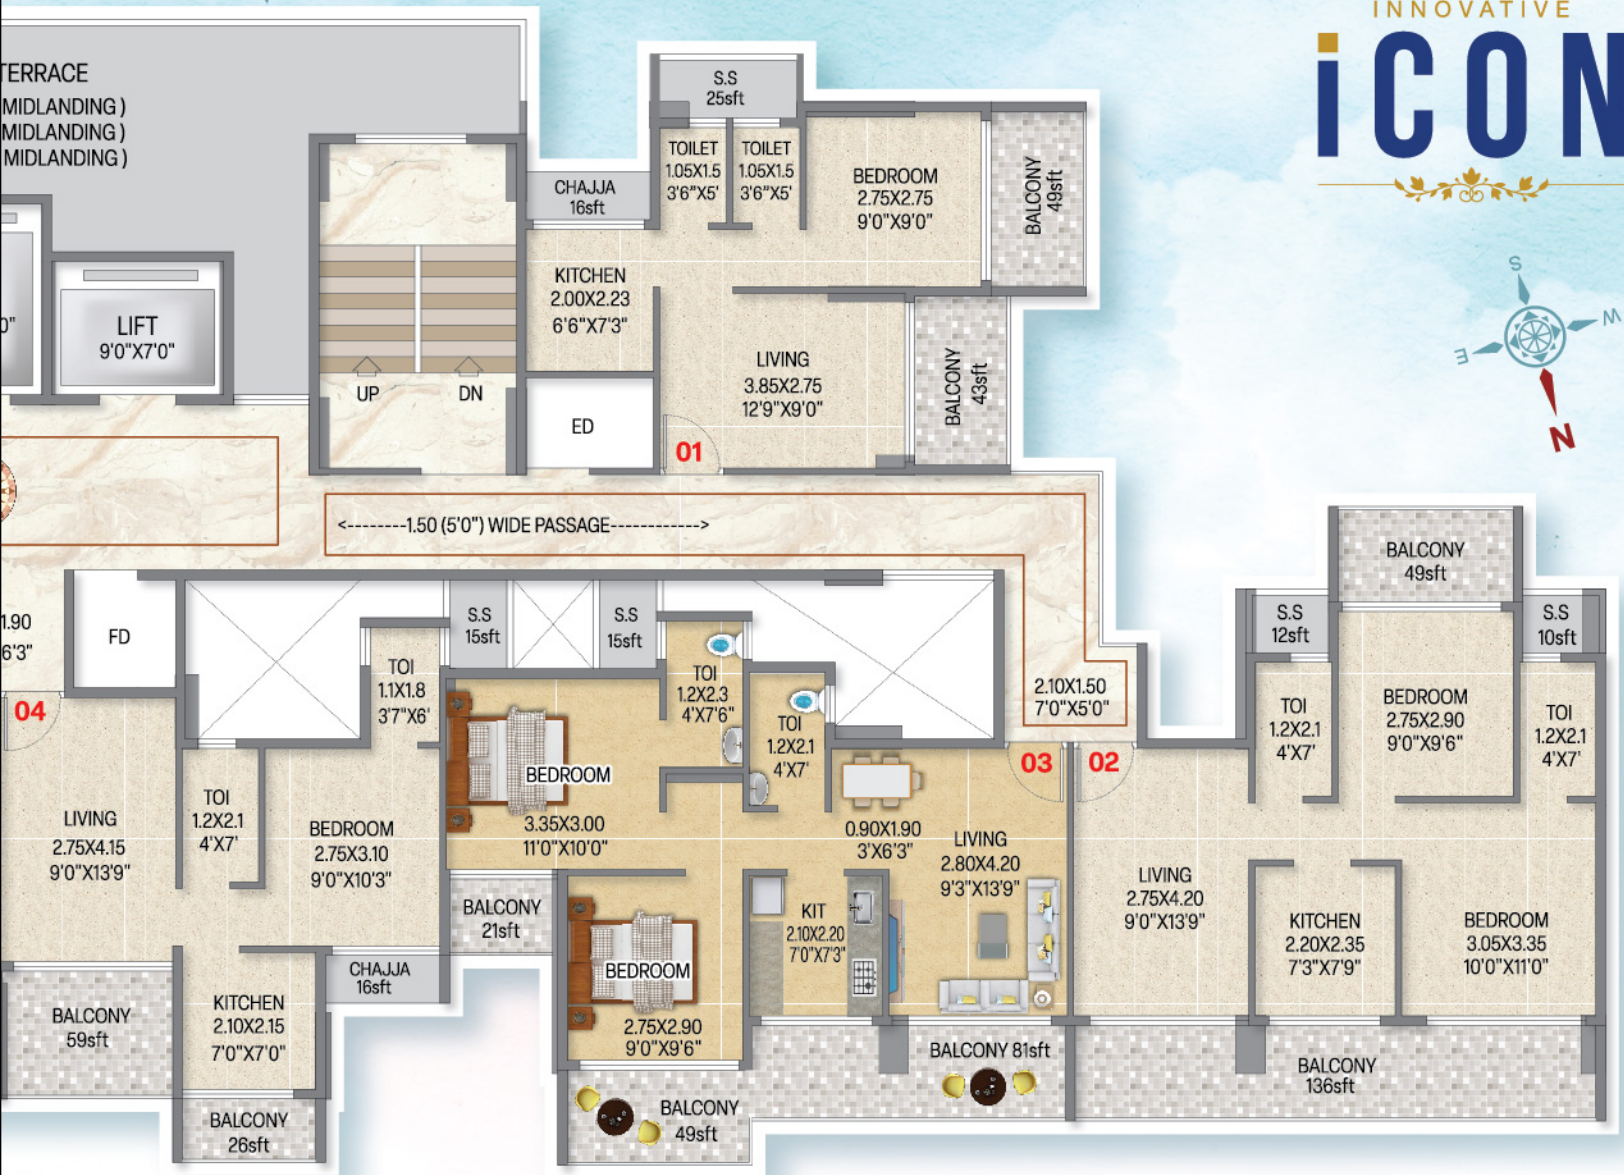 INNOVATIVE
iCON
TERRACE
MIDLANDING )
MIDLANDING )
MIDLANDING )
LIFT
9'0"X7'0"
0"
UP
DN
CHAJJA
16sft
S.S
25sft
TOILET
1.05X1.5
3'6"X5'
TOILET
1.05X1.5
3'6"X5'
BEDROOM
2.75X2.75
9'0"X9'0"
BALCONY
49sft
KITCHEN
2.00X2.23
6'6"X7'3"
LIVING
3.85X2.75
12'9"X9'0"
BALCONY
43sft
ED
01
S
W
E
N
<--------1.50 (5'0") WIDE PASSAGE------------>
1.90
6'3"
FD
04
S.S
15sft
S.S
15sft
TOI
1.1X1.8
3'7"X6'
TOI
1.2X2.3
4'X7'6"
TOI
1.2X2.1
4'X7'
2.10X1.50
7'0"X5'0"
03
02
BALCONY
49sft
S.S
12sft
S.S
10sft
TOI
1.2X2.1
4'X7'
BEDROOM
2.75X2.90
9'0"X9'6"
TOI
1.2X2.1
4'X7'
LIVING
2.75X4.15
9'0"X13'9"
TOI
1.2X2.1
4'X7'
BEDROOM
2.75X3.10
9'0"X10'3"
BEDROOM
3.35X3.00
11'0"X10'0"
0.90X1.90
3'X6'3"
LIVING
2.80X4.20
9'3"X13'9"
LIVING
2.75X4.20
9'0"X13'9"
KITCHEN
2.20X2.35
7'3"X7'9"
BEDROOM
3.05X3.35
10'0"X11'0"
BALCONY
21sft
KIT
2.10X2.20
7'0"X7'3"
BEDROOM
2.75X2.90
9'0"X9'6"
CHAJJA
16sft
KITCHEN
2.10X2.15
7'0"X7'0"
BALCONY
59sft
BALCONY
26sft
BALCONY
49sft
BALCONY 81sft
BALCONY
136sft